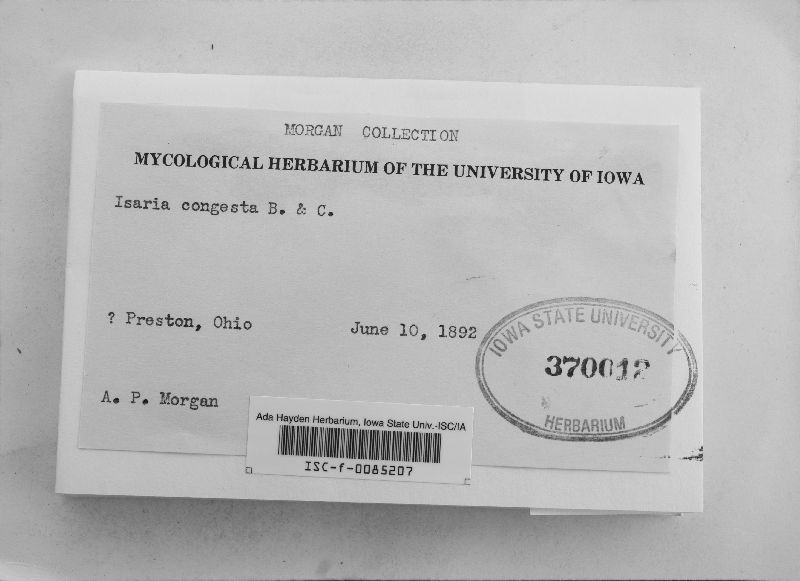 MORGAN COLLECTION
MYCOLOGICAL HERBARIUM OF THE UNIVERSITY OF IOWA
Isaria congesta B. & C.
? Preston, Ohio
June 10, 1892
IOWA STATE UNIVERSITY
370012
HERBARIUM
A. P. Morgan
Ada Hayden Herbarium, Iowa State Univ.-ISC/IA
ISC-f-0085207